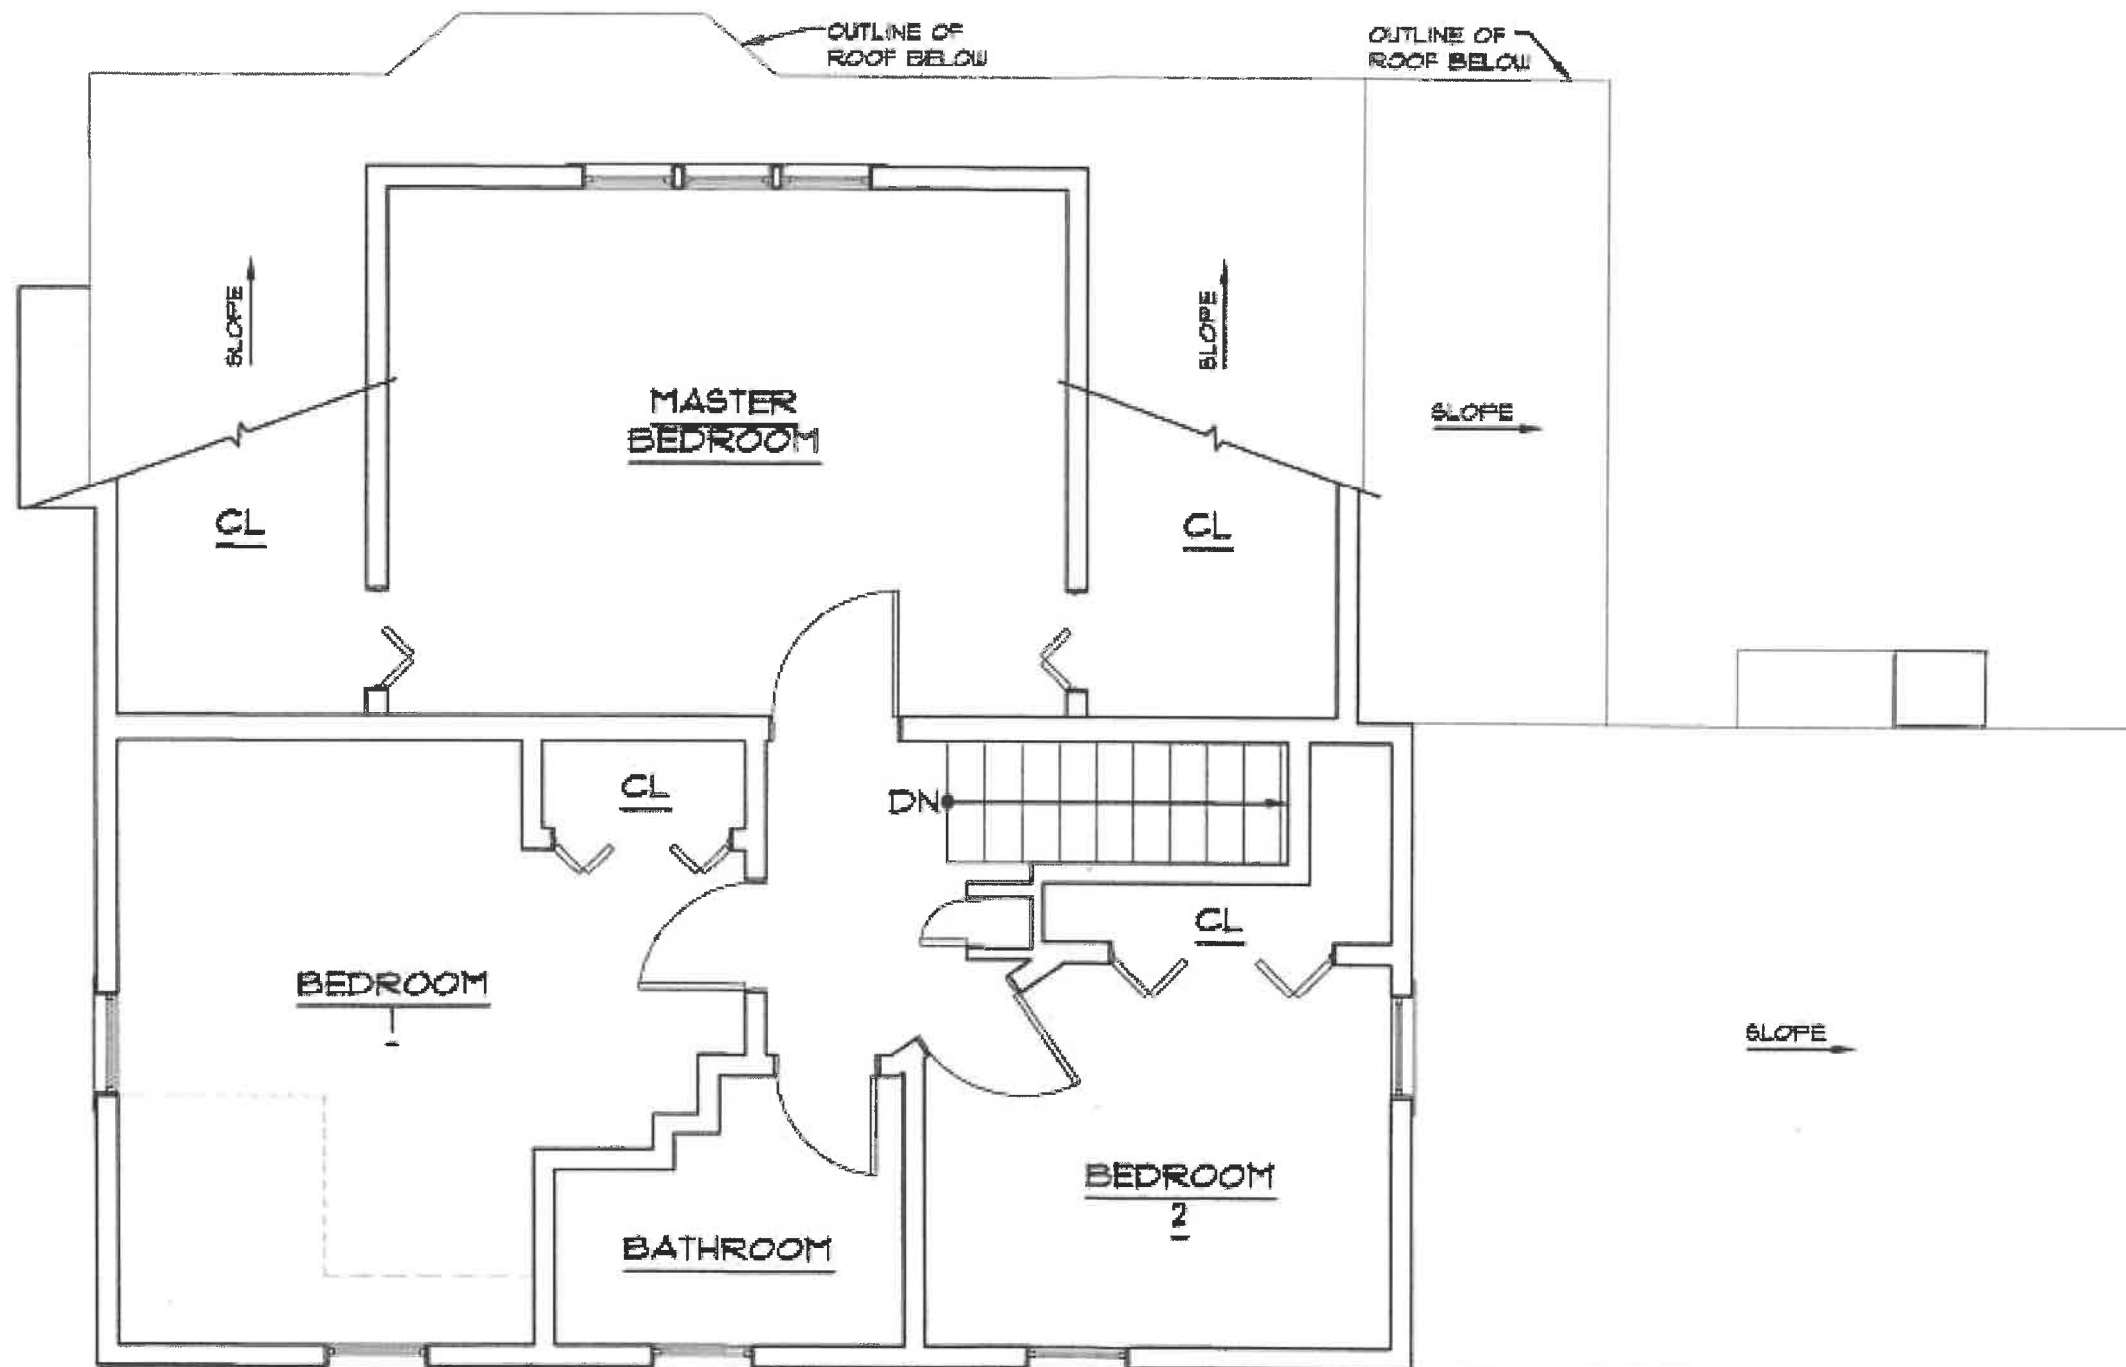 OUTLINE OF
ROOF BELOW
OUTLINE OF
ROOF BELOW
SLOPE
SLOPE
MASTER
BEDROOM
SLOPE
CL
CL
CL
DN
CL
BEDROOM
1
SLOPE
BEDROOM
2
BATHROOM